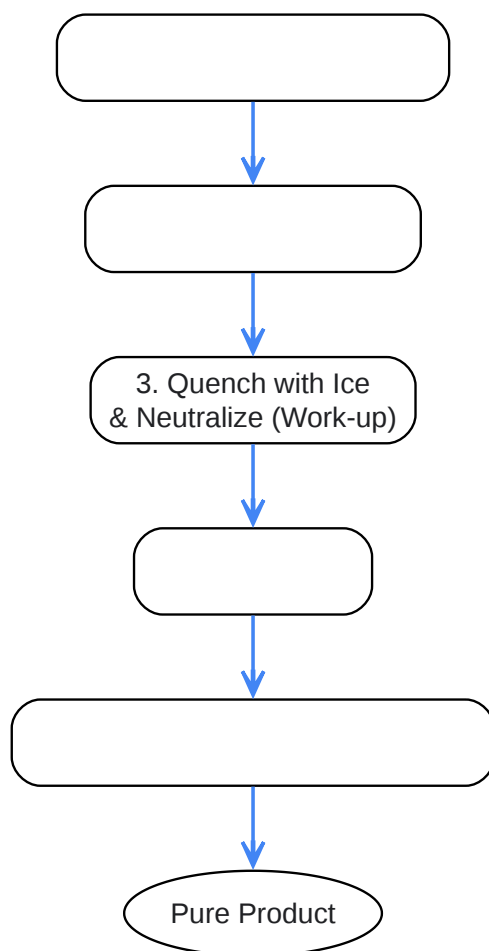 3. Quench with Ice
& Neutralize (Work-up)
Pure Product